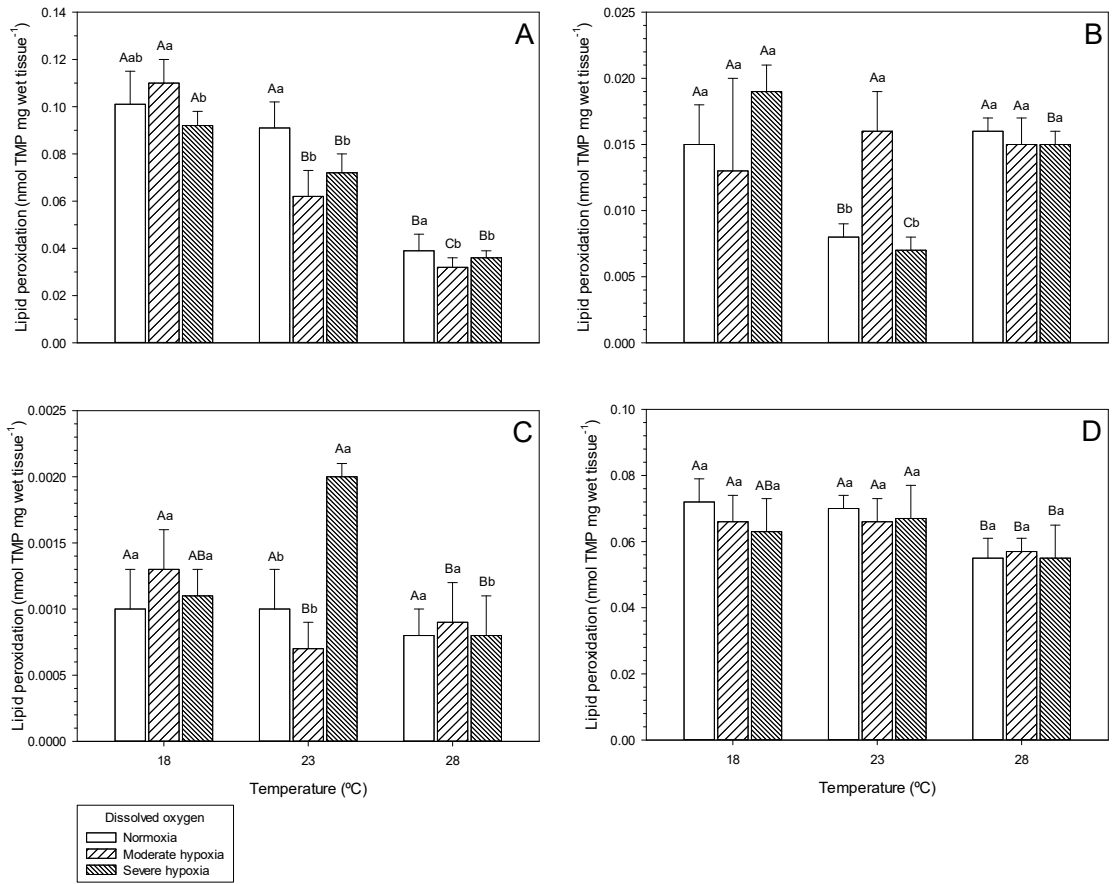 A
Lipid peroxidation (nmol TMP mg wet tissue⁻¹)
0.14
0.12
0.10
0.08
0.06
0.04
0.02
0.00
Aab Aa Ab
Aa Bb Bb
Ba Cb Bb
B
Lipid peroxidation (nmol TMP mg wet tissue⁻¹)
0.025
0.020
0.015
0.010
0.005
0.000
Aa Aa Aa
Bb Aa Cb
Aa Aa Ba
C
Lipid peroxidation (nmol TMP mg wet tissue⁻¹)
0.0025
0.0020
0.0015
0.0010
0.0005
0.0000
Aa Aa ABa
Ab Bb Aa
Aa Ba Bb
18 23 28
Temperature (ºC)
D
Lipid peroxidation (nmol TMP mg wet tissue⁻¹)
0.10
0.08
0.06
0.04
0.02
0.00
Aa Aa ABa
Aa Aa Aa
Ba Ba Ba
18 23 28
Temperature (ºC)
Dissolved oxygen
Normoxia
Moderate hypoxia
Severe hypoxia